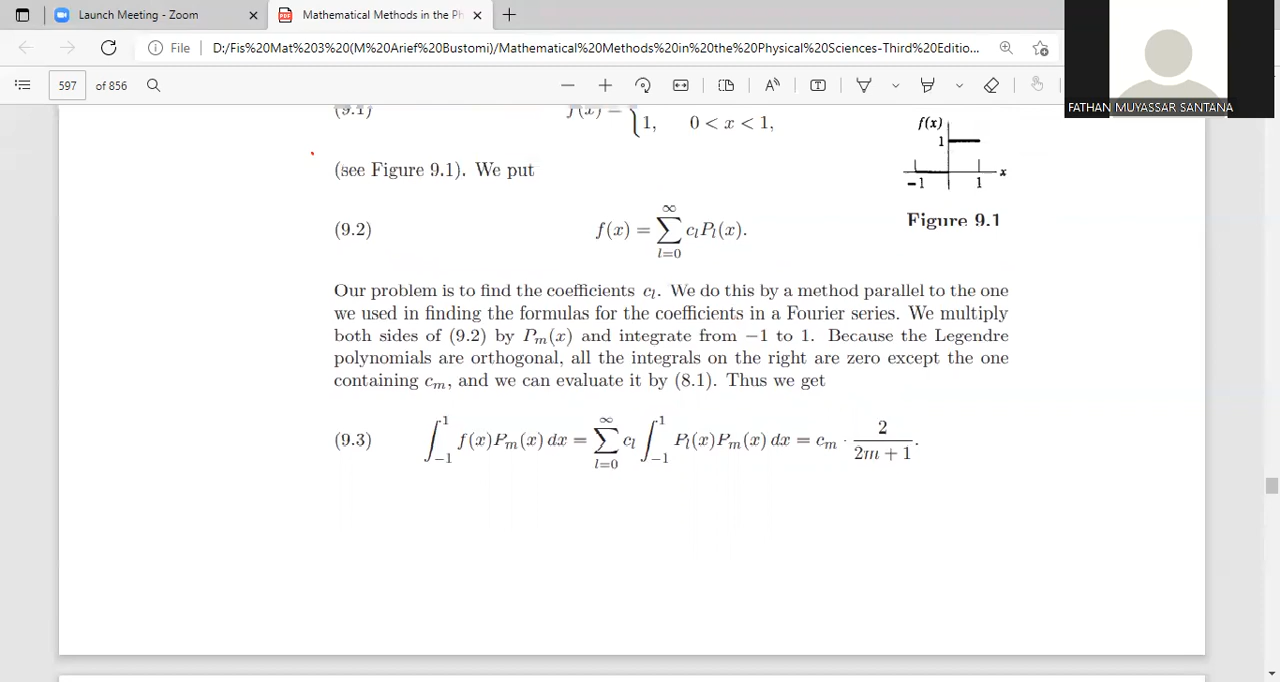 Launch Meeting - Zoom
Mathematical Methods in the Ph
File D:/Fis%20Mat%203%20(M%20Arief%20Bustomi)/Mathematical%20Methods%20in%20the%20Physical%20Sciences-Third%20Editio...
597 of 856
FATHAN MUYASSAR SANTANA
(9.1) f(x) = { 1, 0 < x < 1,
f(x)
1
-1 1 x
(see Figure 9.1). We put
Figure 9.1
(9.2) f(x) = ∑_{l=0}^{∞} c_l P_l(x).
Our problem is to find the coefficients c_l. We do this by a method parallel to the one
we used in finding the formulas for the coefficients in a Fourier series. We multiply
both sides of (9.2) by P_m(x) and integrate from −1 to 1. Because the Legendre
polynomials are orthogonal, all the integrals on the right are zero except the one
containing c_m, and we can evaluate it by (8.1). Thus we get
(9.3) ∫_{−1}^{1} f(x)P_m(x) dx = ∑_{l=0}^{∞} c_l ∫_{−1}^{1} P_l(x)P_m(x) dx = c_m · 2/(2m + 1).